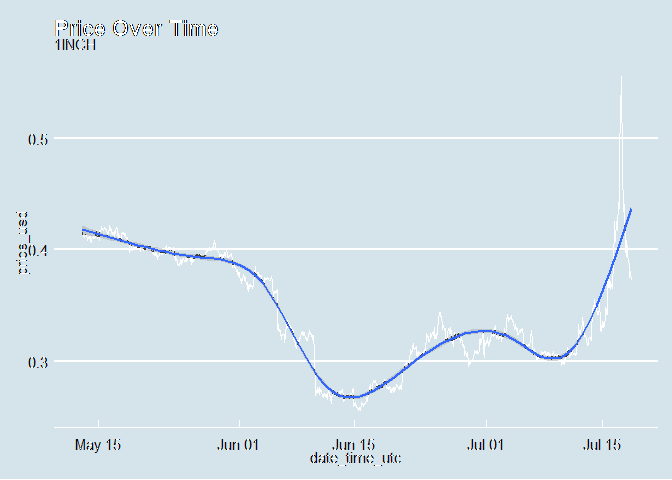 Price Over Time
1INCH
0.5
0.4
0.3
price_usd
May 15
Jun 01
Jun 15
Jul 01
Jul 15
date_time_utc